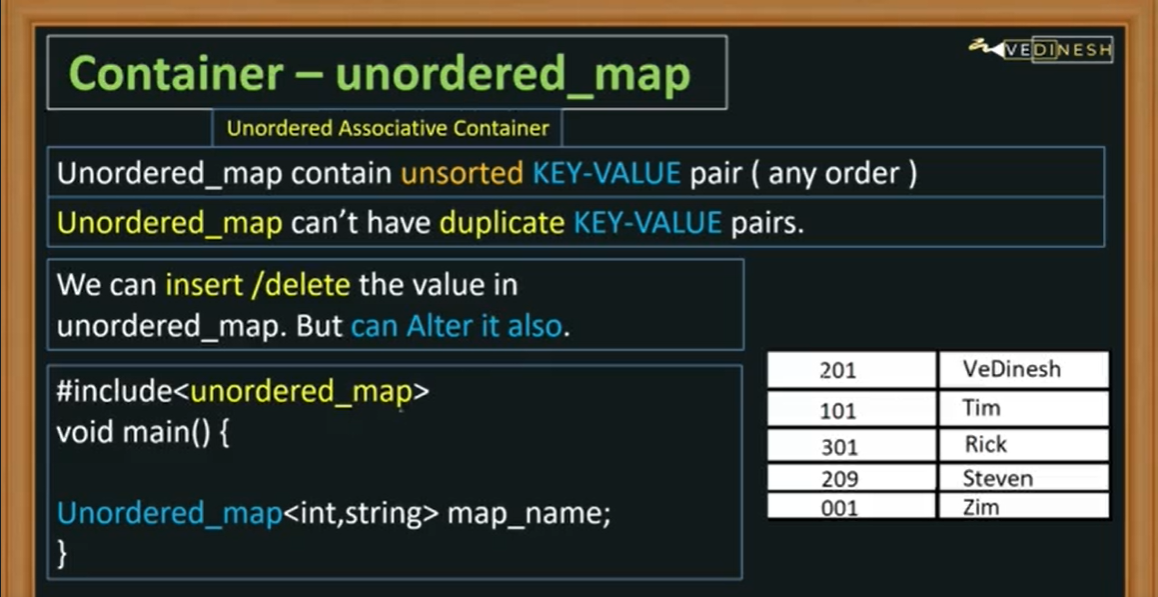 VEDINESH
Container – unordered_map
Unordered Associative Container
Unordered_map contain unsorted KEY-VALUE pair ( any order )
Unordered_map can’t have duplicate KEY-VALUE pairs.
We can insert /delete the value in
unordered_map. But can Alter it also.
#include<unordered_map>
void main() {
Unordered_map<int,string> map_name;
}
201 VeDinesh
101 Tim
301 Rick
209 Steven
001 Zim